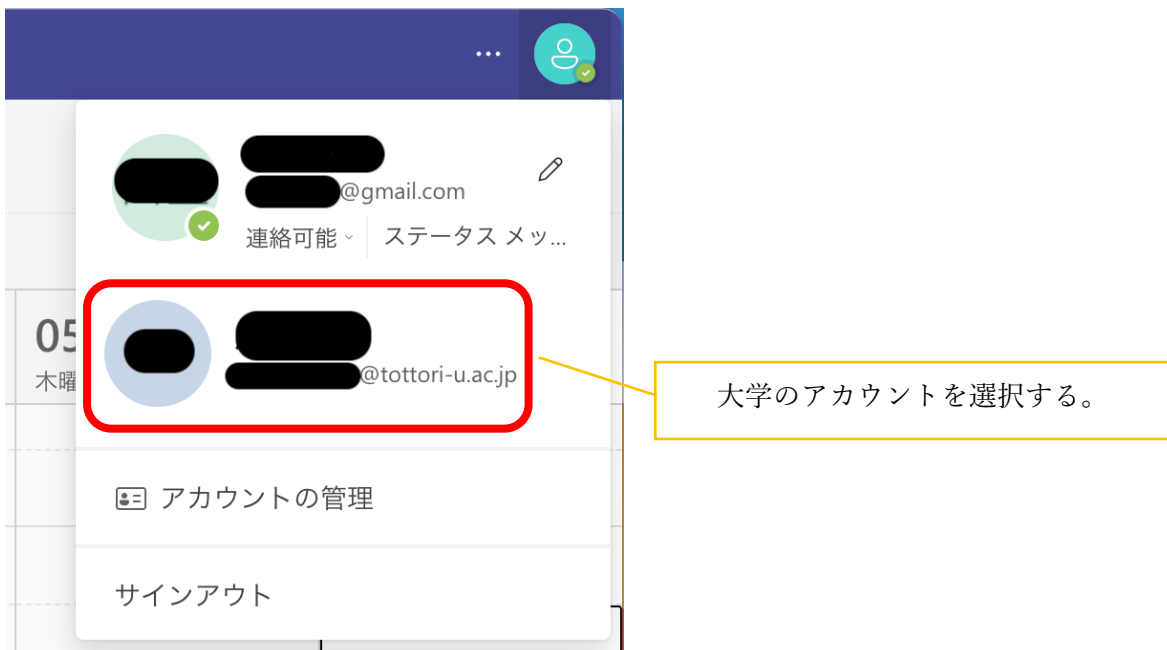 …
@gmail.com
連絡可能
ステータス メッ...
05
木曜
@tottori-u.ac.jp
大学のアカウントを選択する。
アカウントの管理
サインアウト